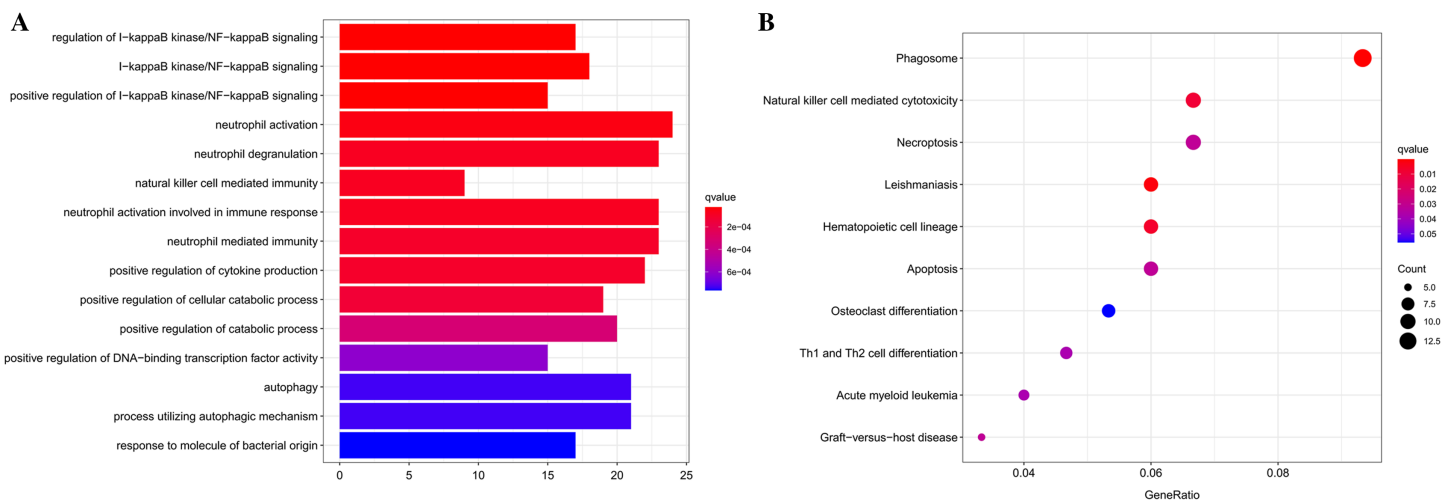 A
regulation of I−kappaB kinase/NF−kappaB signaling
I−kappaB kinase/NF−kappaB signaling
positive regulation of I−kappaB kinase/NF−kappaB signaling
neutrophil activation
neutrophil degranulation
natural killer cell mediated immunity
neutrophil activation involved in immune response
neutrophil mediated immunity
positive regulation of cytokine production
positive regulation of cellular catabolic process
positive regulation of catabolic process
positive regulation of DNA−binding transcription factor activity
autophagy
process utilizing autophagic mechanism
response to molecule of bacterial origin
0 5 10 15 20 25
qvalue
2e−04
4e−04
6e−04
B
Phagosome
Natural killer cell mediated cytotoxicity
Necroptosis
Leishmaniasis
Hematopoietic cell lineage
Apoptosis
Osteoclast differentiation
Th1 and Th2 cell differentiation
Acute myeloid leukemia
Graft−versus−host disease
0.04 0.06 0.08
GeneRatio
qvalue
0.01
0.02
0.03
0.04
0.05
Count
5.0
7.5
10.0
12.5